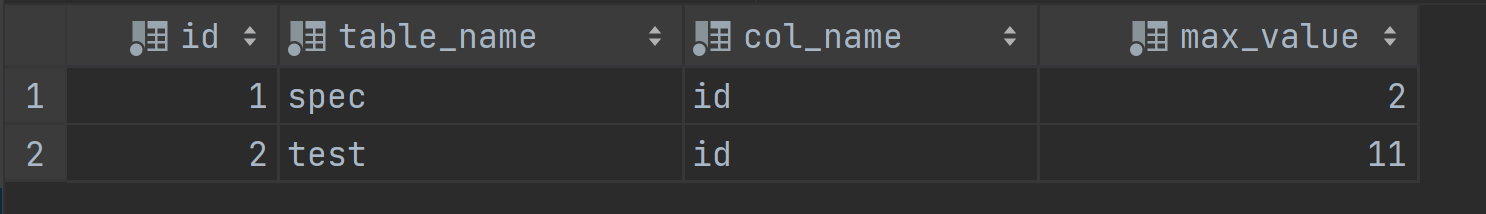 id table_name col_name max_value
1 1 spec id 2
2 2 test id 11